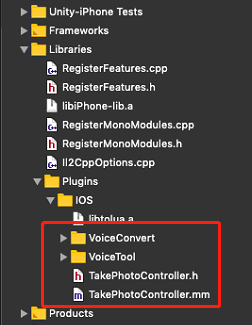 Unity-iPhone Tests
Frameworks
Libraries
RegisterFeatures.cpp
RegisterFeatures.h
libiPhone-lib.a
RegisterMonoModules.cpp
RegisterMonoModules.h
Il2CppOptions.cpp
Plugins
IOS
libtolua.a
VoiceConvert
VoiceTool
TakePhotoController.h
TakePhotoController.mm
Products